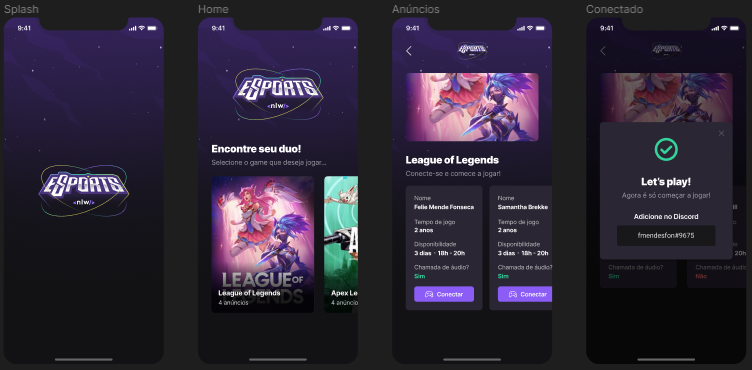 Splash
9:41
ESPORTS
<nlw/>
Home
9:41
ESPORTS
<nlw/>
Encontre seu duo!
Selecione o game que deseja jogar...
LEAGUE OF
LEGENDS
League of Legends
4 anúncios
Apex Le
4 anúncio
Anúncios
9:41
ESPORTS
League of Legends
Conecte-se e comece a jogar!
Nome
Felie Mende Fonseca
Tempo de jogo
2 anos
Disponibilidade
3 dias · 18h - 20h
Chamada de áudio?
Sim
Conectar
Nome
Samantha Brekke
Tempo de jogo
2 anos
Disponibilidade
3 dias · 18h - 20h
Chamada de áudio?
Sim
Conectar
Conectado
9:41
ESPORTS
Let's play!
Agora é só começar a jogar!
Adicione no Discord
fmendesfon#9675
Chamada de áudio?
Sim
Chamada de áudio?
Não